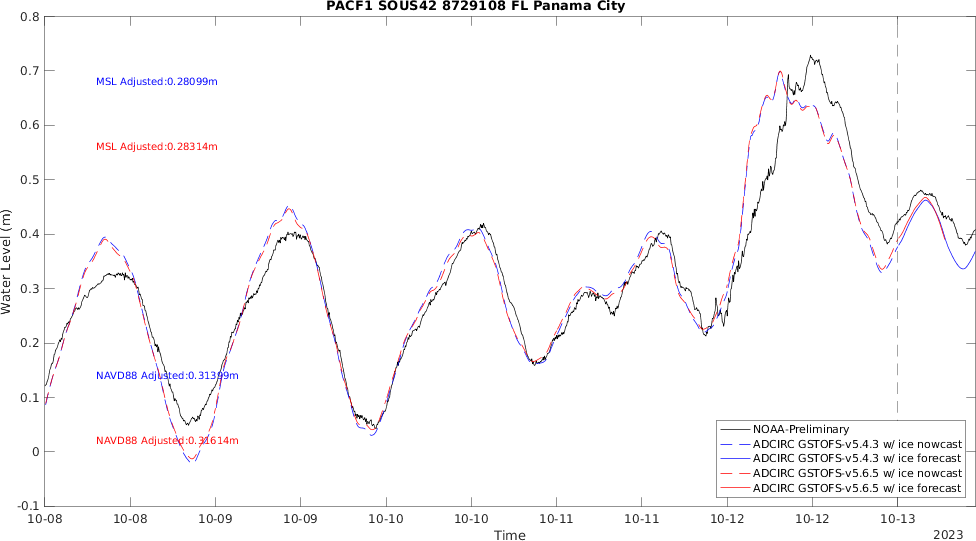 PACF1 SOUS42 8729108 FL Panama City
0.8
0.7
0.6
0.5
0.4
0.3
0.2
0.1
0
-0.1
Water Level (m)
MSL Adjusted:0.28099m
MSL Adjusted:0.28314m
NAVD88 Adjusted:0.31399m
NAVD88 Adjusted:0.31614m
NOAA-Preliminary
ADCIRC GSTOFS-v5.4.3 w/ ice nowcast
ADCIRC GSTOFS-v5.4.3 w/ ice forecast
ADCIRC GSTOFS-v5.6.5 w/ ice nowcast
ADCIRC GSTOFS-v5.6.5 w/ ice forecast
10-08 10-08 10-09 10-09 10-10 10-10 10-11 10-11 10-12 10-12 10-13
Time
2023